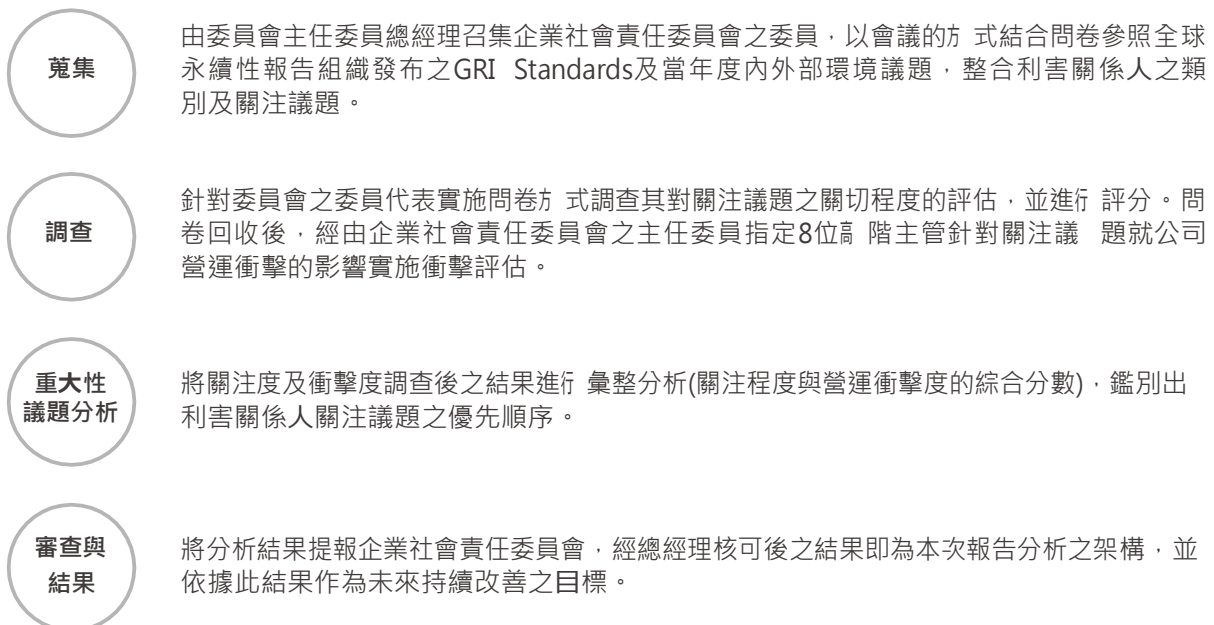 蒐集
由委員會主任委員總經理召集企業社會責任委員會之委員，以會議的方 式結合問卷參照全球
永續性報告組織發布之GRI Standards及當年度內外部環境議題，整合利害關係人之類
別及關注議題。
調查
針對委員會之委員代表實施問卷方 式調查其對關注議題之關切程度的評估，並進行 評分。問
卷回收後，經由企業社會責任委員會之主任委員指定8位高 階主管針對關注議 題就公司
營運衝擊的影響實施衝擊評估。
重大性
議題分析
將關注度及衝擊度調查後之結果進行 彙整分析(關注程度與營運衝擊度的綜合分數)，鑑別出
利害關係人關注議題之優先順序。
審查與
結果
將分析結果提報企業社會責任委員會，經總經理核可後之結果即為本次報告分析之架構，並
依據此結果作為未來持續改善之目標。